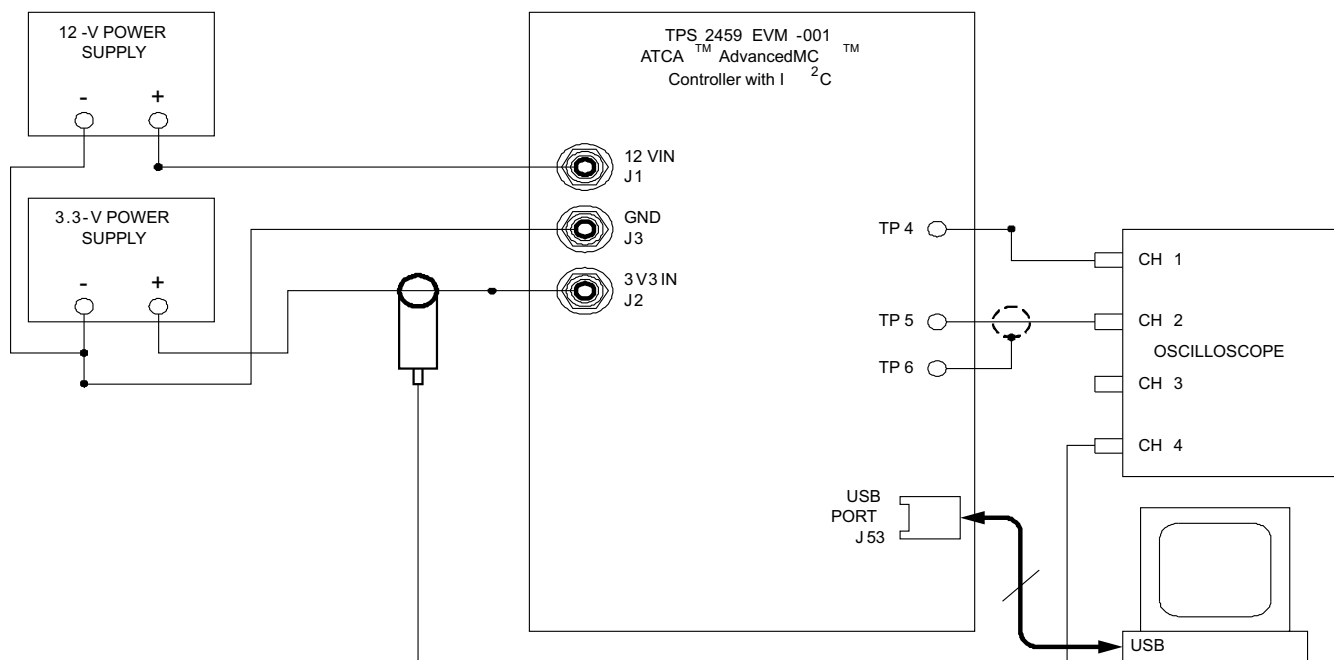 12 -V POWER
SUPPLY
- +
3.3-V POWER
SUPPLY
- +
TPS 2459 EVM -001
ATCA ™ AdvancedMC ™
Controller with I 2C
12 VIN
J1
GND
J3
3V3 IN
J2
TP 4
TP 5
TP 6
USB
PORT
J 53
CH 1
CH 2
OSCILLOSCOPE
CH 3
CH 4
USB